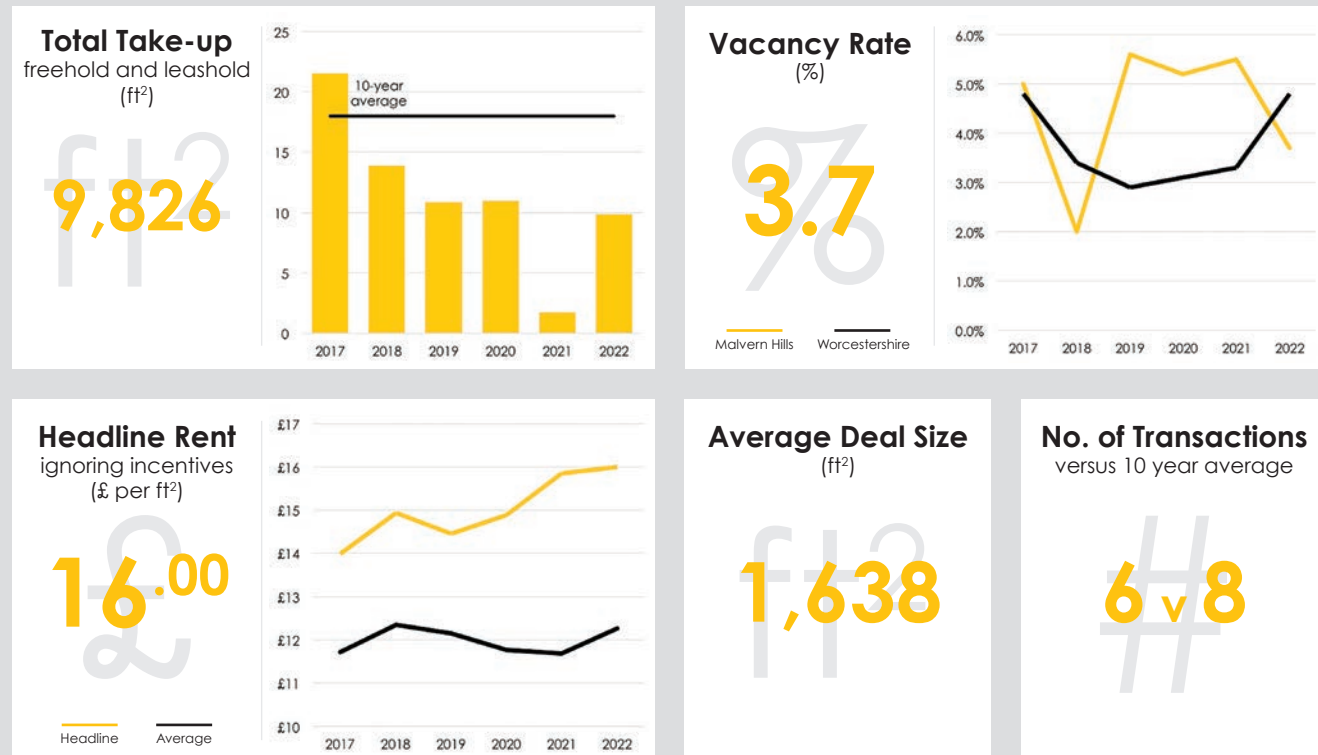 Total Take-up
freehold and leashold
(ft²)
ft2
9,826
25
20
15
10
5
0
10-year
average
2017 2018 2019 2020 2021 2022
Vacancy Rate
(%)
%
3.7
Malvern Hills Worcestershire
6.0%
5.0%
4.0%
3.0%
2.0%
1.0%
0.0%
2017 2018 2019 2020 2021 2022
Headline Rent
ignoring incentives
(£ per ft²)
£
16.00
Headline Average
£17
£16
£15
£14
£13
£12
£11
£10
2017 2018 2019 2020 2021 2022
Average Deal Size
(ft²)
ft2
1,638
No. of Transactions
versus 10 year average
#
6 v 8